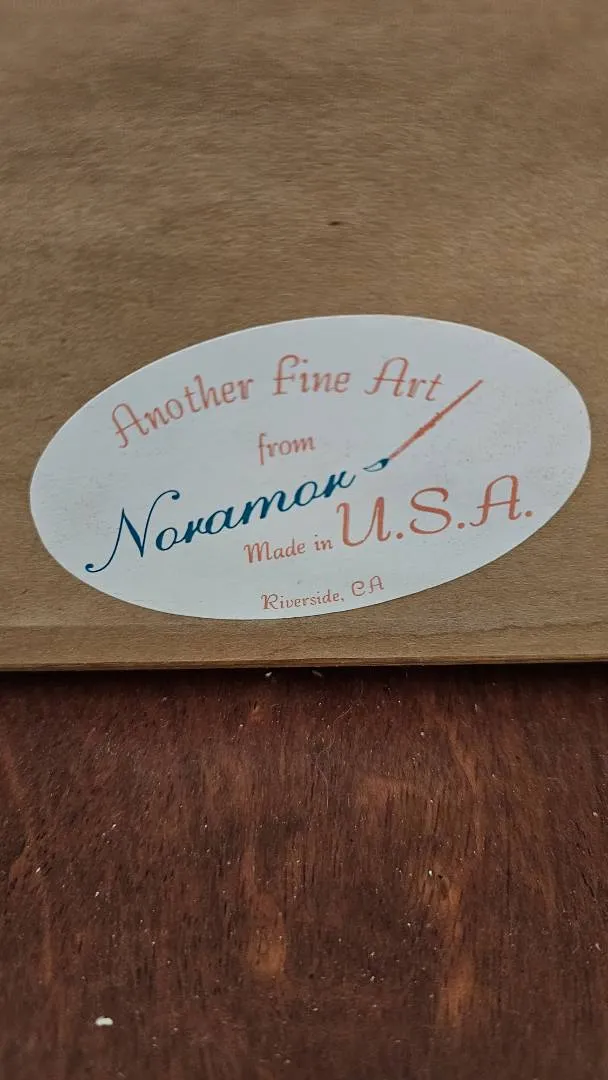 Another Fine Art
from
Noramor
Made in U.S.A.
Riverside, CA